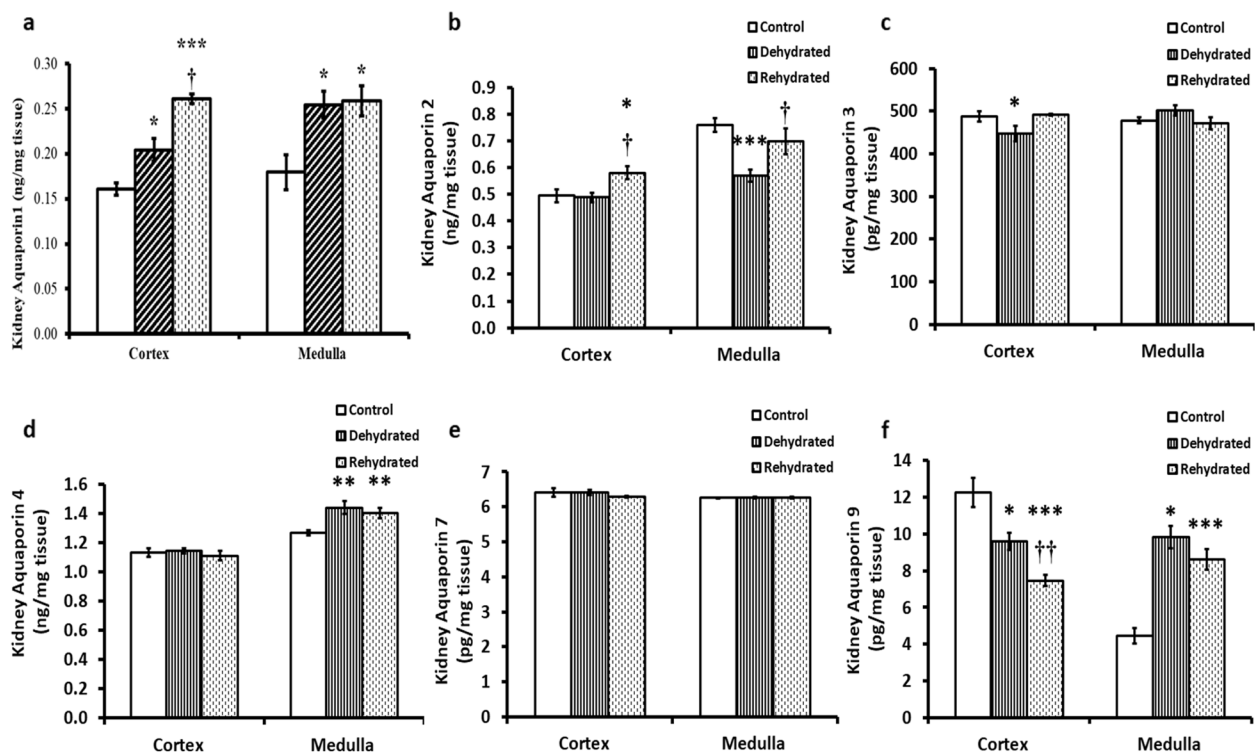 a
Kidney Aquaporin1 (ng/mg tissue)
0.30
0.25
0.20
0.15
0.10
0.05
0.00
*
***
†
*
*
Cortex
Medulla
b
Control
Dehydrated
Rehydrated
Kidney Aquaporin 2
(ng/mg tissue)
1.0
0.9
0.8
0.7
0.6
0.5
0.4
0.3
0.2
0.1
0.0
*
†
***
†
Cortex
Medulla
c
Control
Dehydrated
Rehydrated
Kidney Aquaporin 3
(pg/mg tissue)
600
500
400
300
200
100
0
*
Cortex
Medulla
d
Control
Dehydrated
Rehydrated
Kidney Aquaporin 4
(ng/mg tissue)
1.6
1.4
1.2
1.0
0.8
0.6
0.4
0.2
0.0
**
**
Cortex
Medulla
e
Control
Dehydrated
Rehydrated
Kidney Aquaporin 7
(pg/mg tissue)
7
6
5
4
3
2
1
0
Cortex
Medulla
f
Control
Dehydrated
Rehydrated
Kidney Aquaporin 9
(pg/mg tissue)
14
12
10
8
6
4
2
0
*
***
††
*
***
Cortex
Medulla